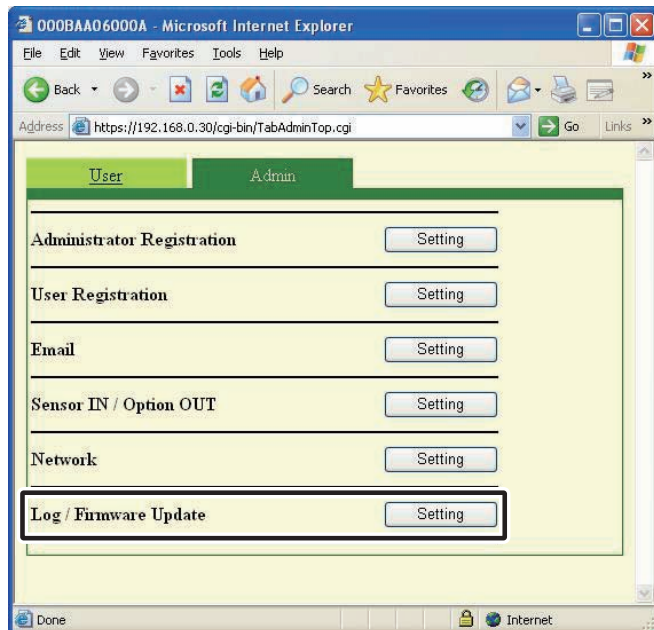 000BAA06000A - Microsoft Internet Explorer
File Edit View Favorites Tools Help
Back Search Favorites »
Address https://192.168.0.30/cgi-bin/TabAdminTop.cgi Go Links »
User Admin
Administrator Registration Setting
User Registration Setting
Email Setting
Sensor IN / Option OUT Setting
Network Setting
Log / Firmware Update Setting
Done Internet